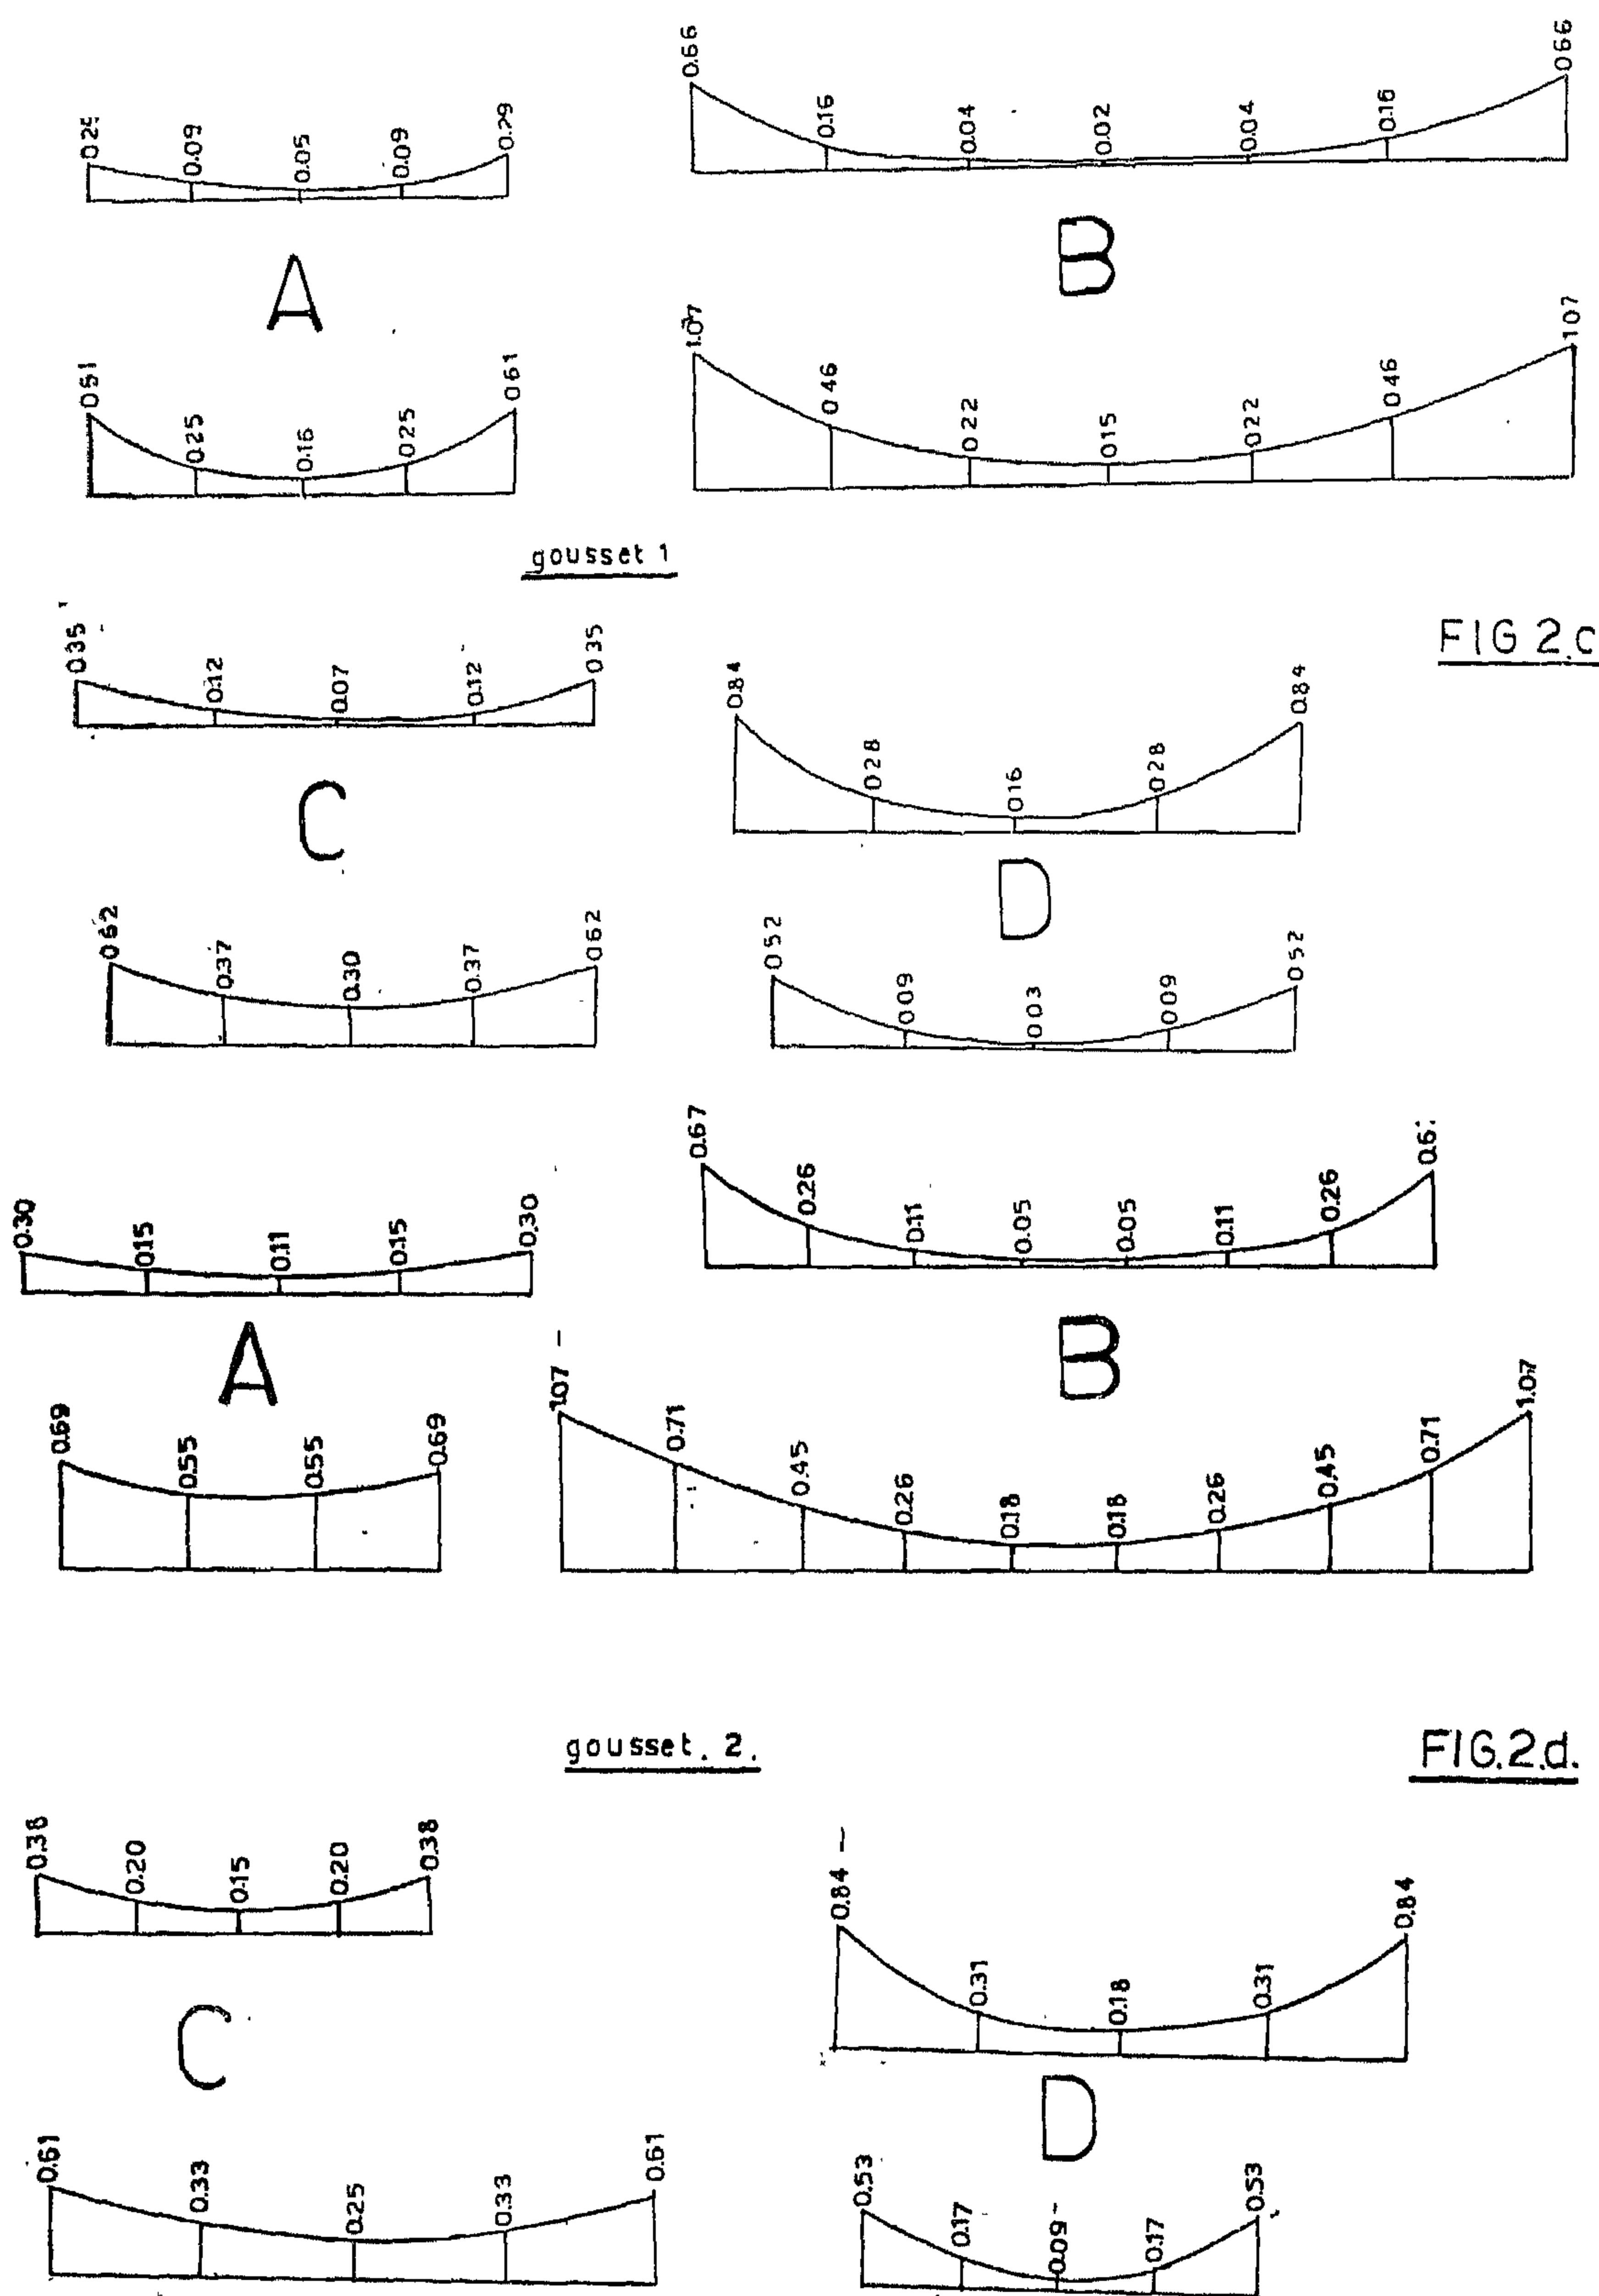 0.09 0.05 0.09 0.29
0.66 0.16 0.04 0.02 0.04 0.16 0.66
A
B
0.61 0.25 0.16 0.25 0.61
1.07 0.46 0.22 0.15 0.22 0.46 1.07
gousset 1
FIG 2.c
0.35 0.12 0.07 0.12 0.35
0.84 0.28 0.16 0.28 0.84
C
D
0.62 0.37 0.30 0.37 0.62
0.52 0.09 0.03 0.09 0.52
0.30 0.15 0.11 0.15 0.30
0.67 0.26 0.11 0.05 0.05 0.11 0.26
A
B
0.69 0.55 0.55 0.69
1.07 0.71 0.45 0.26 0.18 0.18 0.26 0.45 0.71 1.07
gousset. 2.
FIG.2.d.
0.38 0.20 0.15 0.20 0.38
0.84 0.31 0.18 0.31 0.84
C
D
0.61 0.33 0.25 0.33 0.61
0.53 0.17 0.09 0.17 0.53